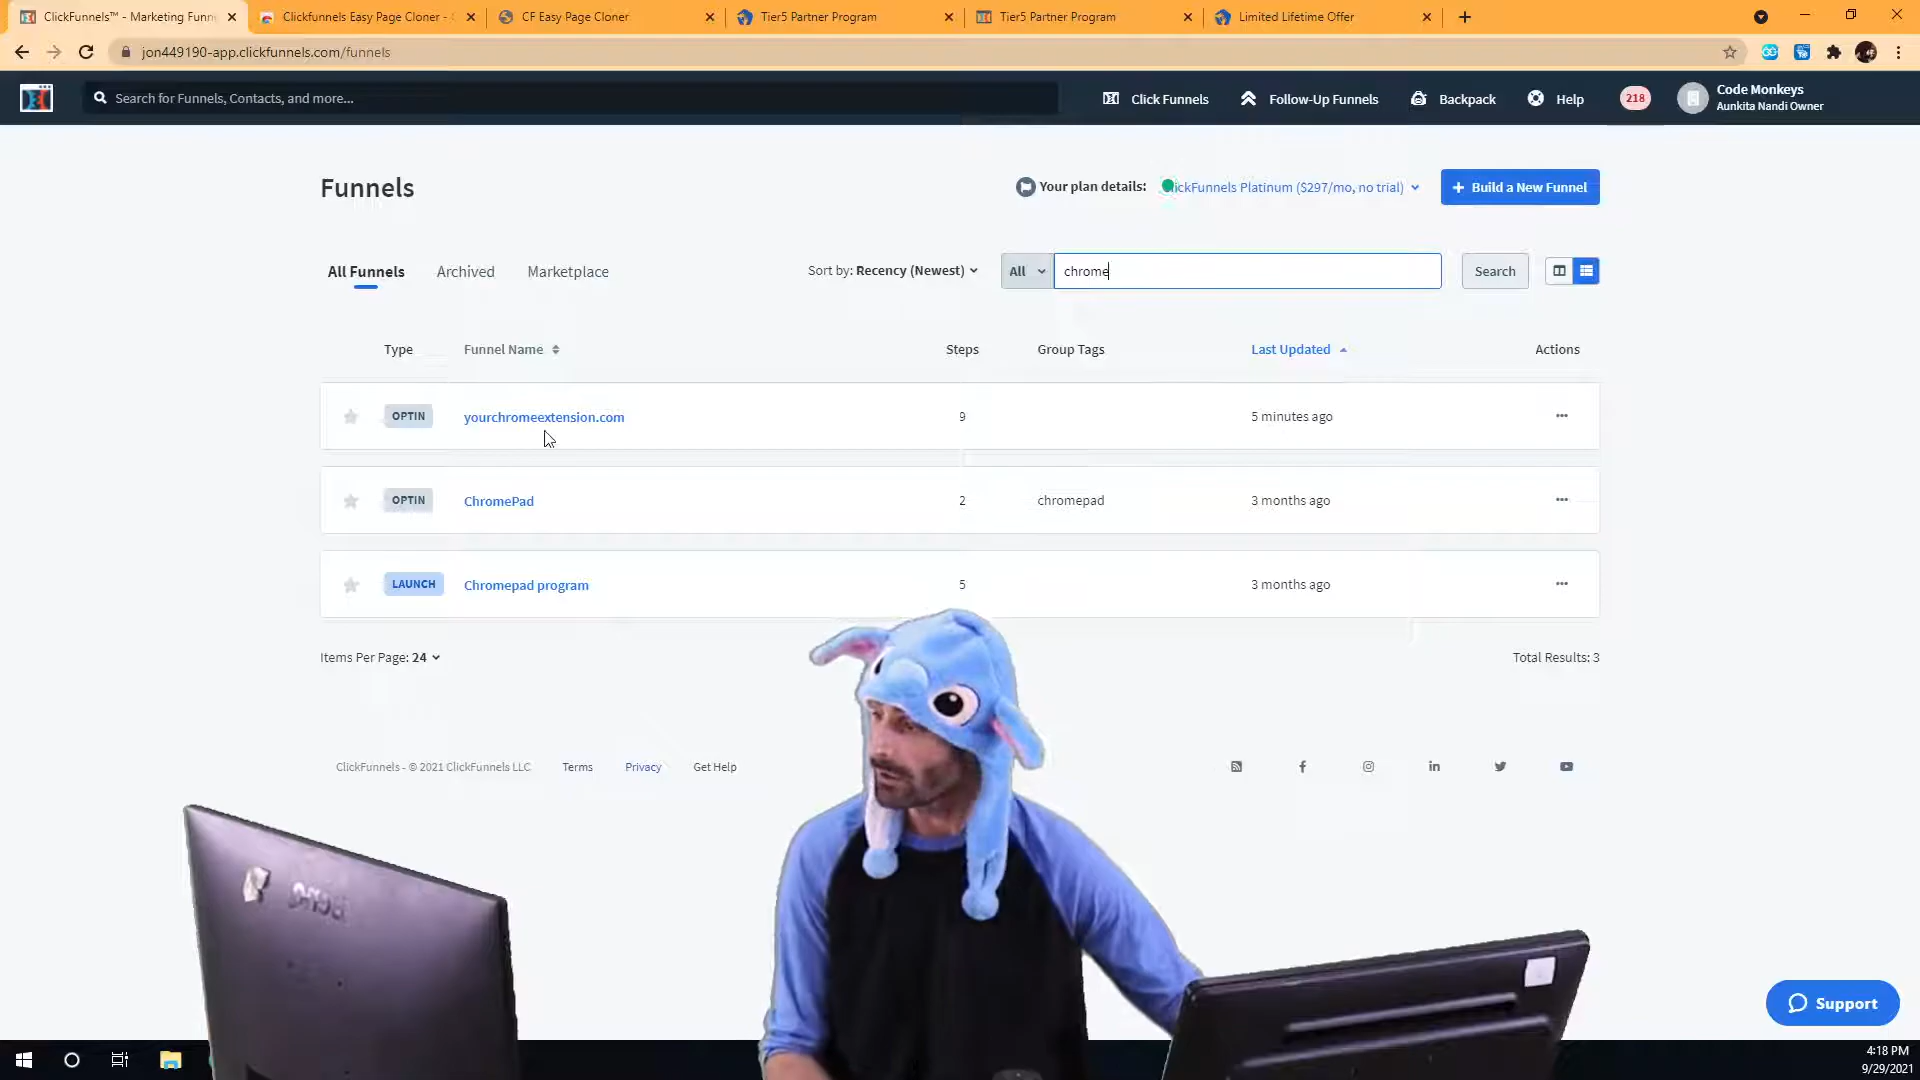 ClickFunnels™ - Marketing Funn
Clickfunnels Easy Page Cloner -
CF Easy Page Cloner
Tier5 Partner Program
Tier5 Partner Program
Limited Lifetime Offer
jon449190-app.clickfunnels.com/funnels
Search for Funnels, Contacts, and more...
Click Funnels
Follow-Up Funnels
Backpack
Help
218
Code Monkeys
Aunkita Nandi Owner
Funnels
Your plan details:
ickFunnels Platinum ($297/mo, no trial)
+ Build a New Funnel
All Funnels
Archived
Marketplace
Sort by: Recency (Newest)
All
chrome
Search
Type
Funnel Name
Steps
Group Tags
Last Updated
Actions
OPTIN
yourchromeextension.com
9
5 minutes ago
OPTIN
ChromePad
2
chromepad
3 months ago
LAUNCH
Chromepad program
5
3 months ago
Items Per Page: 24
Total Results: 3
ClickFunnels - © 2021 ClickFunnels LLC
Terms
Privacy
Get Help
Support
4:18 PM
9/29/2021